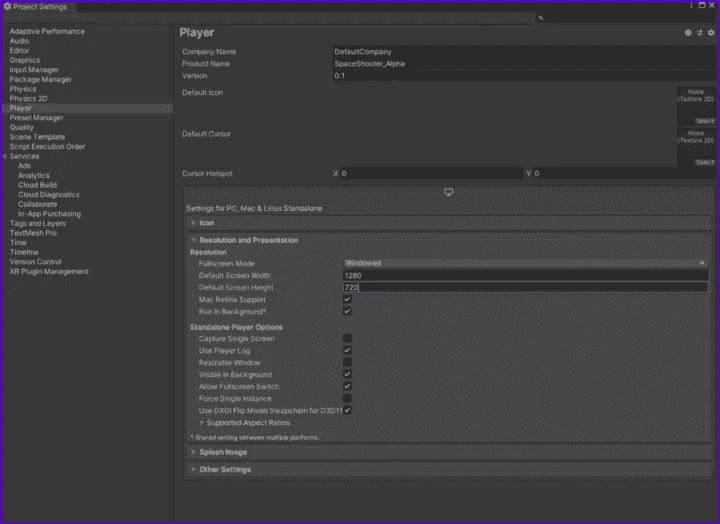 Project Settings
Adaptive Performance
Audio
Editor
Graphics
Input Manager
Package Manager
Physics
Physics 2D
Player
Preset Manager
Quality
Scene Template
Script Execution Order
Services
Ads
Analytics
Cloud Build
Cloud Diagnostics
Collaborate
In-App Purchasing
Tags and Layers
TextMesh Pro
Time
Timeline
Version Control
XR Plugin Management
Player
Company Name DefaultCompany
Product Name SpaceShooter_Alpha
Version 0.1
Default Icon None
(Texture 2D)
Select
Default Cursor None
(Texture 2D)
Select
Cursor Hotspot X 0 Y 0
Settings for PC, Mac & Linux Standalone
Icon
Resolution and Presentation
Resolution
Fullscreen Mode Windowed
Default Screen Width 1280
Default Screen Height 720
Mac Retina Support
Run In Background*
Standalone Player Options
Capture Single Screen
Use Player Log
Resizable Window
Visible In Background
Allow Fullscreen Switch
Force Single Instance
Use DXGI Flip Model Swapchain for D3D11
Supported Aspect Ratios
* Shared setting between multiple platforms.
Splash Image
Other Settings